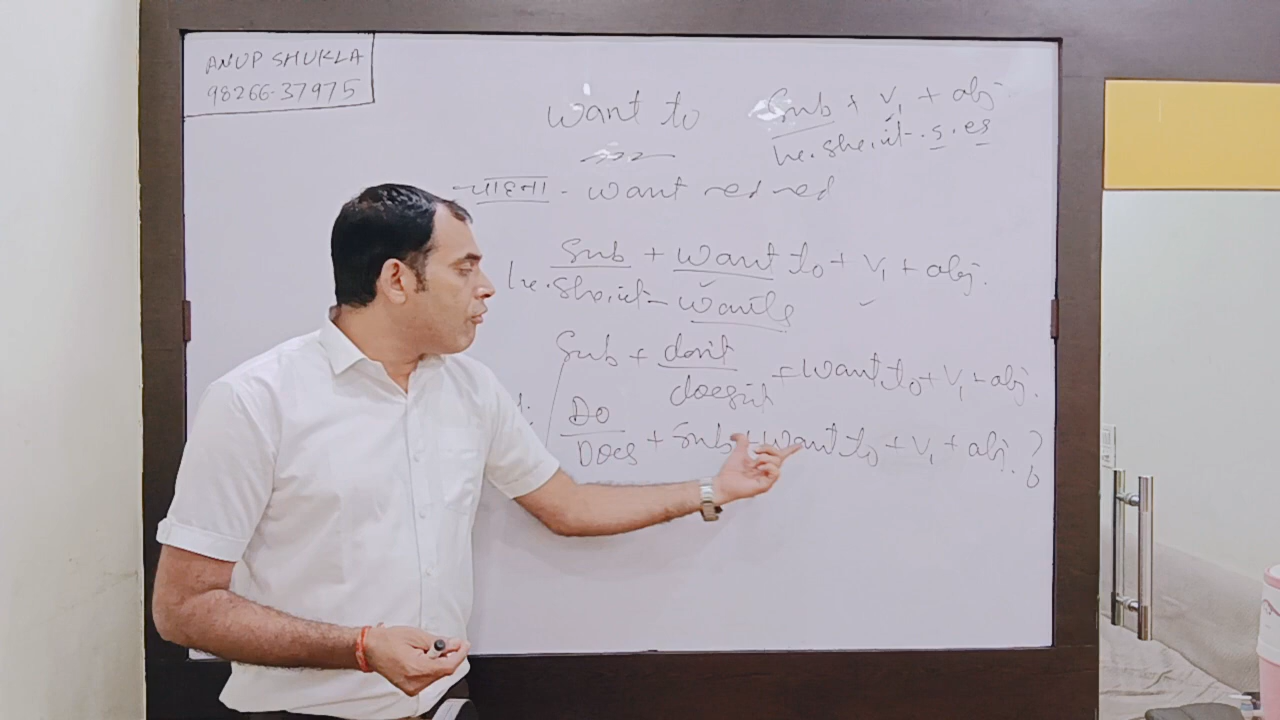 ANUP SHUKLA
98266-37975
want to
Sub + V₁ + obj.
he. she. it - s. es
चाहना - want ed ed
Sub + want to + V₁ + obj.
he. she. it - wants
Sub + don't
doesn't
+ want to + V₁ + obj.
Do
Does + Sub + want to + V₁ + obj. ?